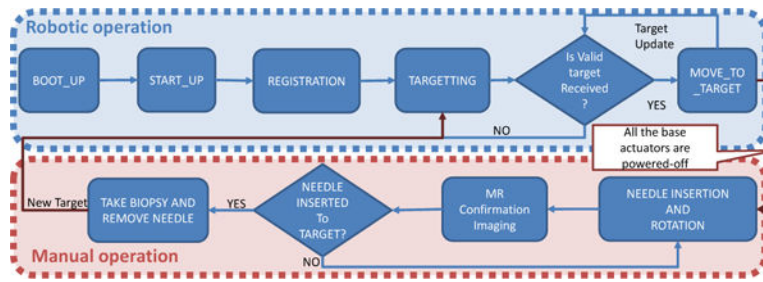 Robotic operation
BOOT_UP
START_UP
REGISTRATION
TARGETTING
Is Valid
target
Received
?
Target
Update
MOVE_TO
_TARGET
YES
NO
All the base
actuators are
powered-off
New Target
TAKE BIOPSY AND
REMOVE NEEDLE
YES
NEEDLE
INSERTED
To
TARGET?
NO
MR
Confirmation
Imaging
NEEDLE INSERTION
AND
ROTATION
Manual operation